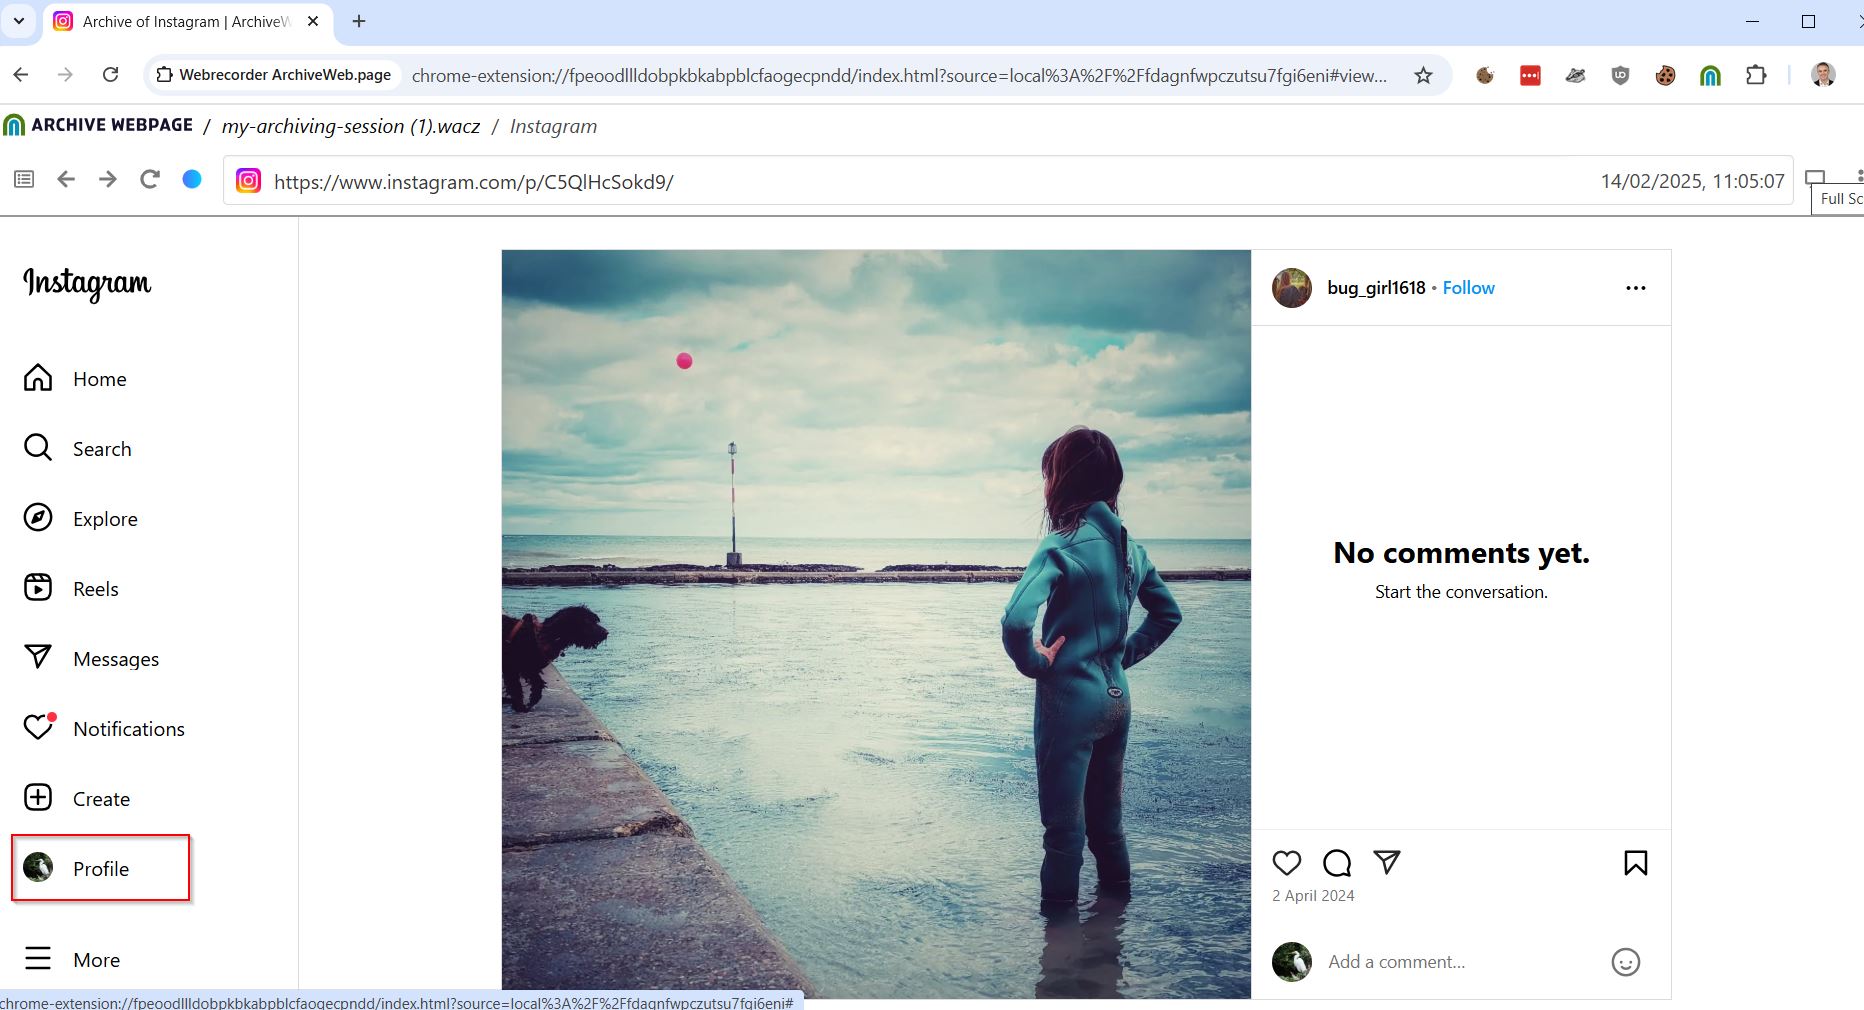 Archive of Instagram | ArchiveW
Webrecorder ArchiveWeb.page
chrome-extension://fpeoodllldobpkbkabpblcfaogecpndd/index.html?source=local%3A%2F%2Ffdagnfwpczutsu7fgi6eni#view...
ARCHIVE WEBPAGE / my-archiving-session (1).wacz / Instagram
https://www.instagram.com/p/C5QlHcSokd9/
14/02/2025, 11:05:07
Full Sc
Instagram
Home
Search
Explore
Reels
Messages
Notifications
Create
Profile
More
bug_girl1618 • Follow
No comments yet.
Start the conversation.
2 April 2024
Add a comment...
chrome-extension://fpeoodllldobpkbkabpblcfaogecpndd/index.html?source=local%3A%2F%2Ffdagnfwpczutsu7fgi6eni#